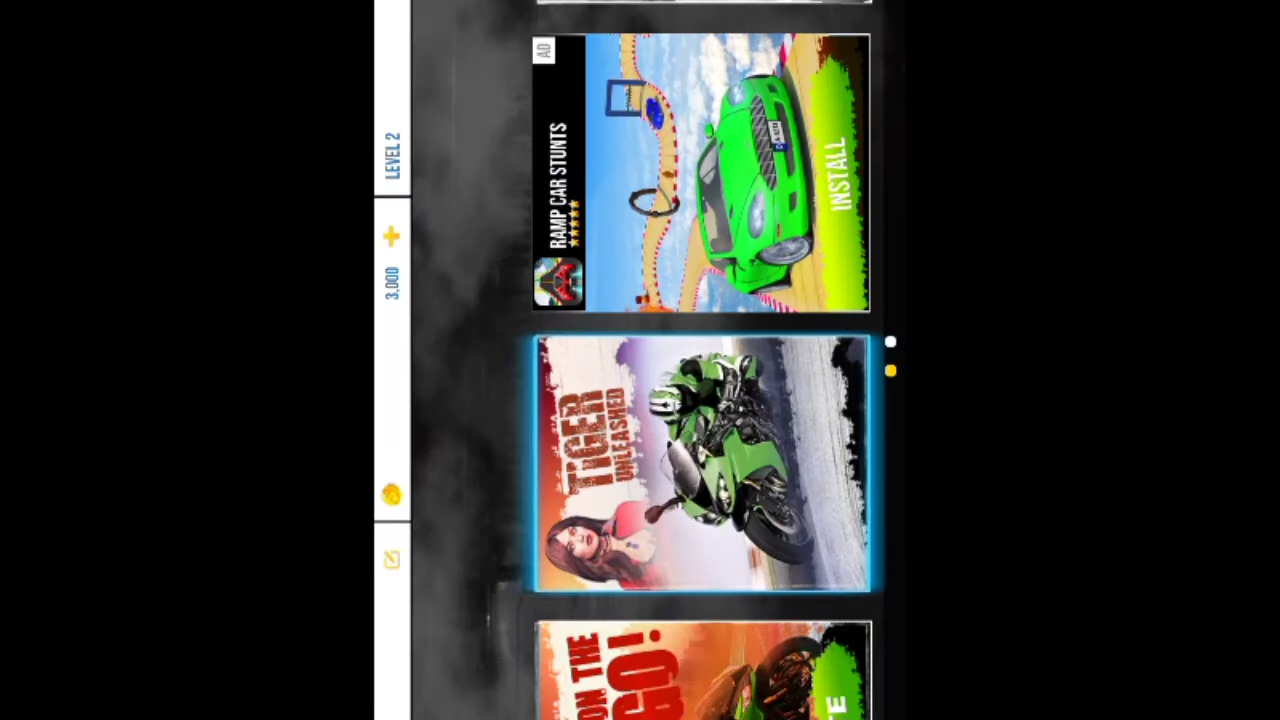 3,000
LEVEL 2
ON THE
GO!
TIGER
UNLEASHED
AD
RAMP CAR STUNTS
INSTALL